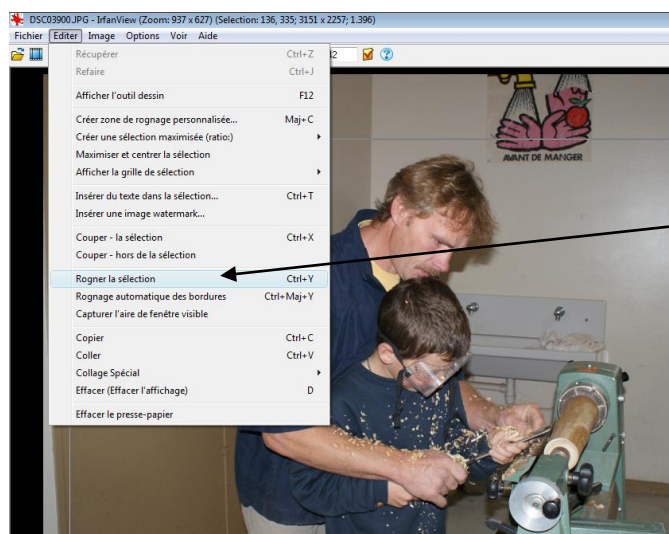 DSC03900.JPG - IrfanView (Zoom: 937 x 627) (Selection: 136, 335; 3151 x 2257; 1.396)
Fichier Editer Image Options Voir Aide
Récupérer Ctrl+Z
Refaire Ctrl+J
Afficher l'outil dessin F12
Créer zone de rognage personnalisée... Maj+C
Créer une sélection maximisée (ratio:)
Maximiser et centrer la sélection
Afficher la grille de sélection
Insérer du texte dans la sélection... Ctrl+T
Insérer une image watermark...
Couper - la sélection Ctrl+X
Couper - hors de la sélection
Rogner la sélection Ctrl+Y
Rognage automatique des bordures Ctrl+Maj+Y
Capturer l'aire de fenêtre visible
Copier Ctrl+C
Coller Ctrl+V
Collage Spécial
Effacer (Effacer l'affichage) D
Effacer le presse-papier
AVANT DE MANGER